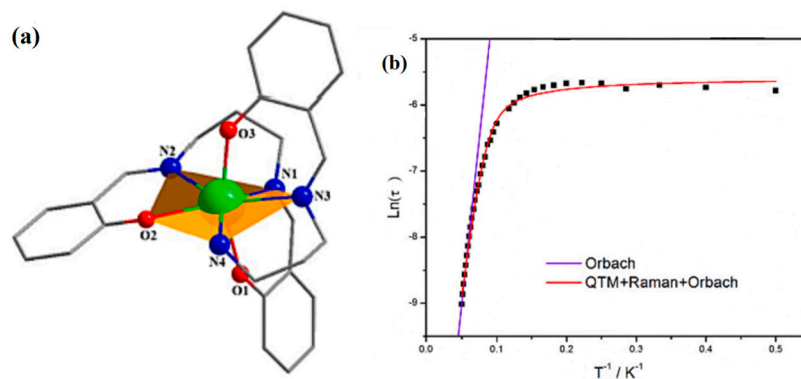 (a)
O3
N2
N1
N3
O2
N4
O1
(b)
-5
-6
-7
-8
-9
Ln(τ)
Orbach
QTM+Raman+Orbach
0.0 0.1 0.2 0.3 0.4 0.5
T⁻¹ / K⁻¹